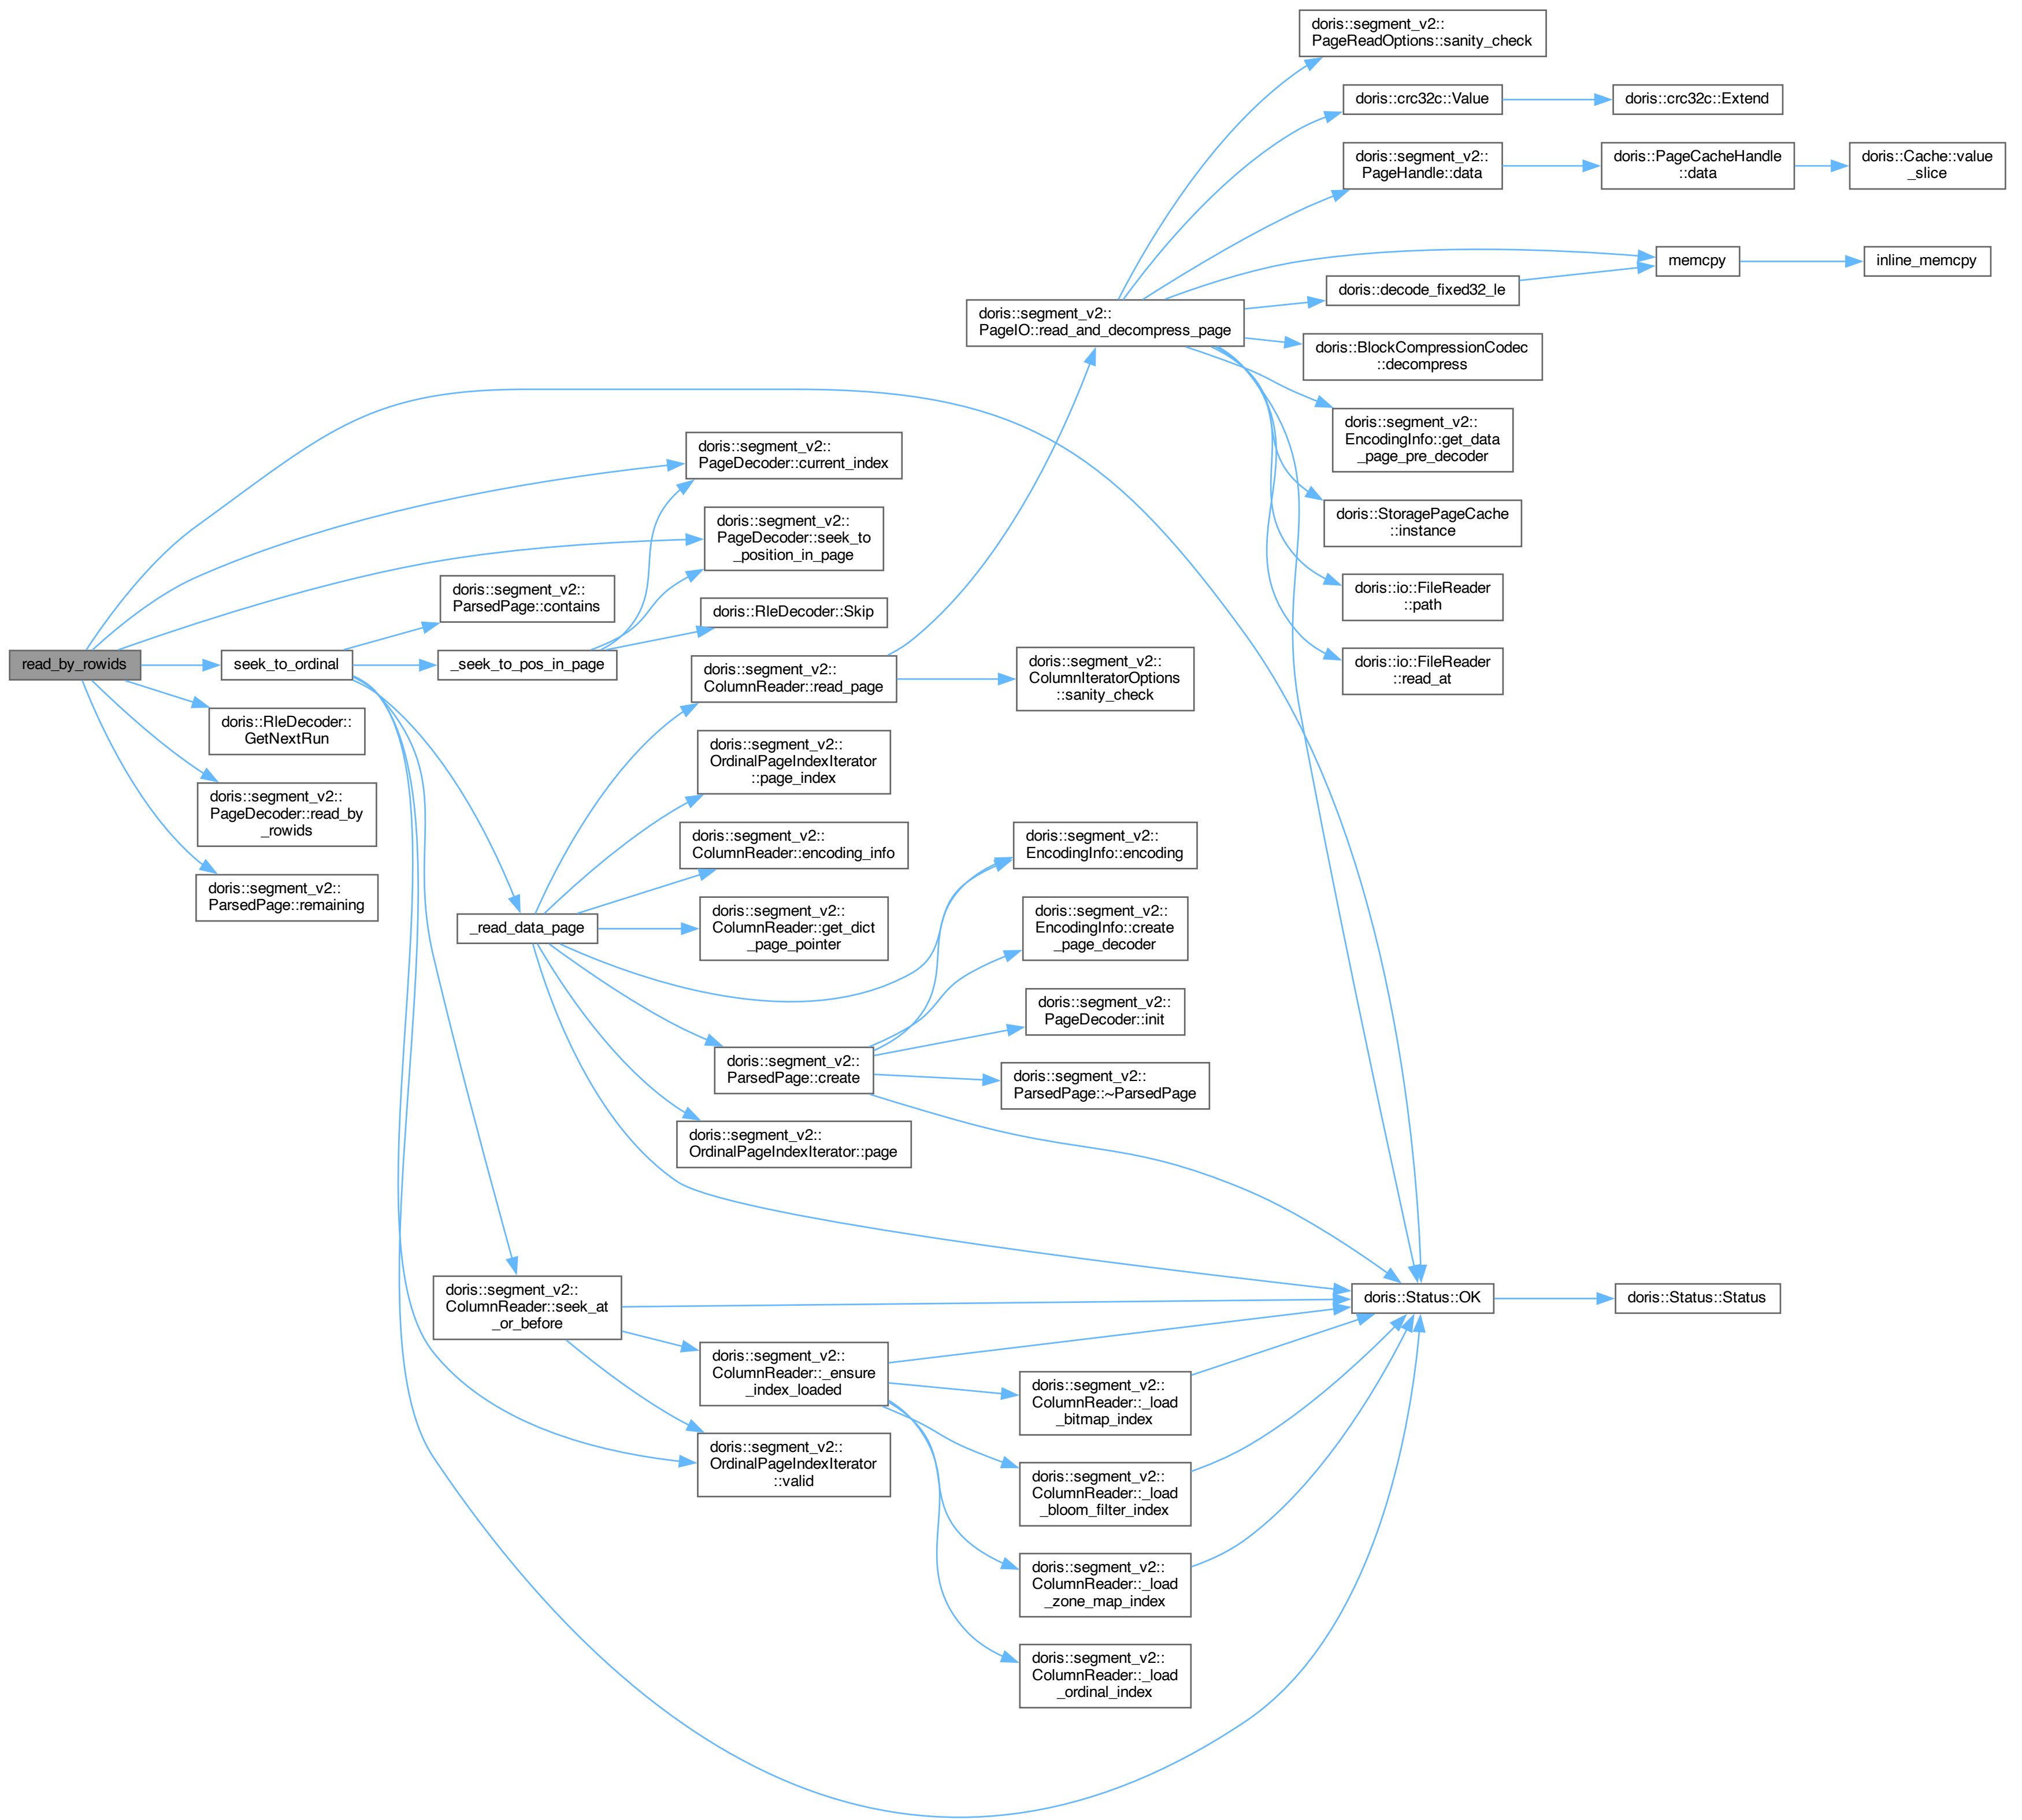 doris::segment_v2::
PageReadOptions::sanity_check
doris::crc32c::Value
doris::crc32c::Extend
doris::segment_v2::
PageHandle::data
doris::PageCacheHandle
::data
doris::Cache::value
_slice
memcpy
inline_memcpy
doris::decode_fixed32_le
doris::segment_v2::
PageIO::read_and_decompress_page
doris::BlockCompressionCodec
::decompress
doris::segment_v2::
EncodingInfo::get_data
_page_pre_decoder
doris::segment_v2::
PageDecoder::current_index
doris::StoragePageCache
::instance
doris::segment_v2::
PageDecoder::seek_to
_position_in_page
doris::io::FileReader
::path
doris::segment_v2::
ParsedPage::contains
doris::RleDecoder::Skip
read_by_rowids
seek_to_ordinal
_seek_to_pos_in_page
doris::segment_v2::
ColumnReader::read_page
doris::segment_v2::
ColumnIteratorOptions
::sanity_check
doris::io::FileReader
::read_at
doris::RleDecoder::
GetNextRun
doris::segment_v2::
OrdinalPageIndexIterator
::page_index
doris::segment_v2::
PageDecoder::read_by
_rowids
doris::segment_v2::
ColumnReader::encoding_info
doris::segment_v2::
EncodingInfo::encoding
doris::segment_v2::
ParsedPage::remaining
_read_data_page
doris::segment_v2::
ColumnReader::get_dict
_page_pointer
doris::segment_v2::
EncodingInfo::create
_page_decoder
doris::segment_v2::
PageDecoder::init
doris::segment_v2::
ParsedPage::create
doris::segment_v2::
ParsedPage::~ParsedPage
doris::segment_v2::
OrdinalPageIndexIterator::page
doris::segment_v2::
ColumnReader::seek_at
_or_before
doris::Status::OK
doris::Status::Status
doris::segment_v2::
ColumnReader::_ensure
_index_loaded
doris::segment_v2::
ColumnReader::_load
_bitmap_index
doris::segment_v2::
OrdinalPageIndexIterator
::valid
doris::segment_v2::
ColumnReader::_load
_bloom_filter_index
doris::segment_v2::
ColumnReader::_load
_zone_map_index
doris::segment_v2::
ColumnReader::_load
_ordinal_index